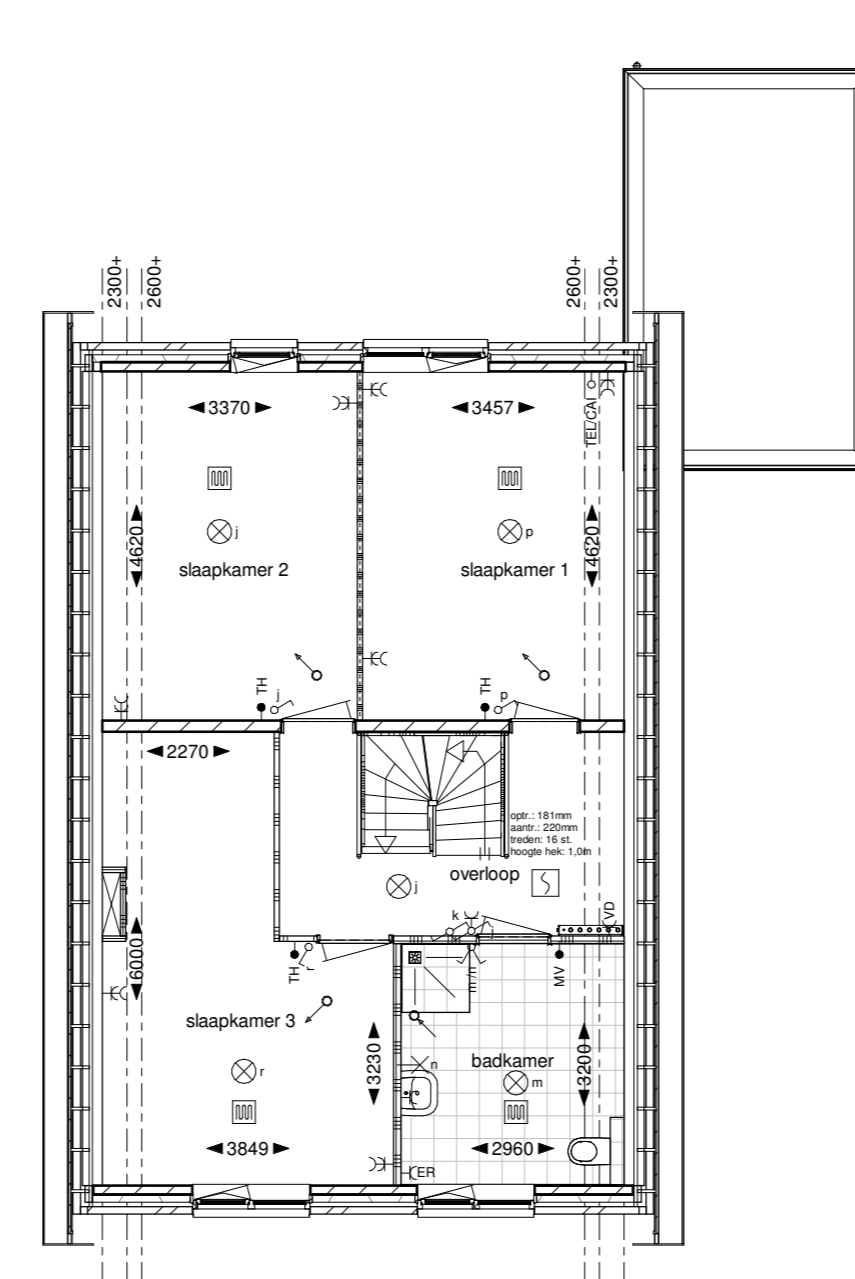 2300+
2600+
2600+
2300+
3370
3457
TEL/CAI
j
p
4620
4620
slaapkamer 2
slaapkamer 1
TH
j
TH
p
2270
optr.: 181mm
aantr.: 220mm
treden: 16 st.
hoogte hek: 1,0m
overloop
j
k
j
VD
TH
r
m/n
MV
6000
slaapkamer 3
3230
badkamer
3200
n
r
m
3849
2960
ER